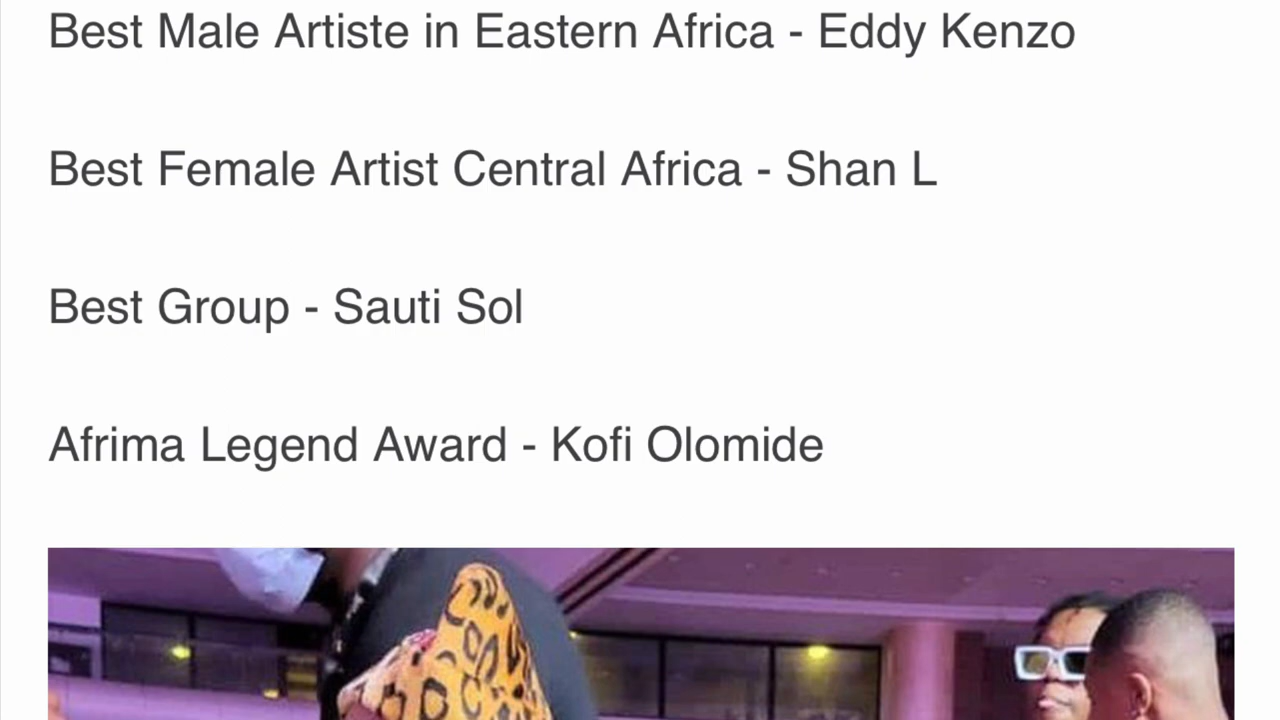 Best Male Artiste in Eastern Africa - Eddy Kenzo
Best Female Artist Central Africa - Shan L
Best Group - Sauti Sol
Afrima Legend Award - Kofi Olomide